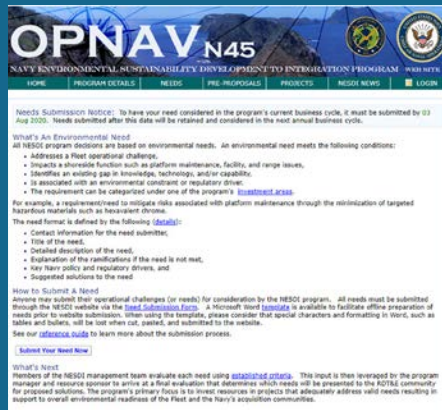 OPNAV N45
NAVY ENVIRONMENTAL SUSTAINABILITY DEVELOPMENT TO INTEGRATION PROGRAM WEB SITE
HOME PROGRAM DETAILS NEEDS PRE-PROPOSALS PROJECTS NESDI NEWS LOGIN
Needs Submission Notice: To have your need considered in the program's current business cycle, it must be submitted by 03
Aug 2020. Needs submitted after this date will be retained and considered in the next annual business cycle.
What's An Environmental Need
All NESDI program decisions are based on environmental needs. An environmental need meets the following conditions:
• Addresses a Fleet operational challenge,
• Impacts a shoreside function such as platform maintenance, facility, and range issues,
• Identifies an existing gap in knowledge, technology, and/or capability.
• Is associated with an environmental constraint or regulatory driver.
• The requirement can be categorized under one of the program's investment areas.
For example, a requirement/need to mitigate risks associated with platform maintenance through the minimization of targeted
hazardous materials such as hexavalent chrome.
The need format is defined by the following (details):
• Contact information for the need submitter,
• Title of the need,
• Detailed description of the need,
• Explanation of the ramifications if the need is not met,
• Key Navy policy and regulatory drivers, and
• Suggested solutions to the need
How to Submit A Need
Anyone may submit their operational challenges (or needs) for consideration by the NESDI program. All needs must be submitted
through the NESDI website via the Need Submission Form. A Microsoft Word template is available to facilitate offline preparation of
needs prior to website submission. When using the template, please consider that special characters and formatting in Word, such as
tables and bullets, will be lost when cut, pasted, and submitted to the website.
See our reference guide to learn more about the submission process.
Submit Your Need Now
What's Next
Members of the NESDI management team evaluate each need using established criteria. This input is then leveraged by the program
manager and resource sponsor to arrive at a final evaluation that determines which needs will be presented to the RDT&E community
for proposed solutions. The program's primary focus is to invest resources in projects that adequately address valid needs resulting in
support to overall environmental readiness of the Fleet and the Navy's acquisition communities.